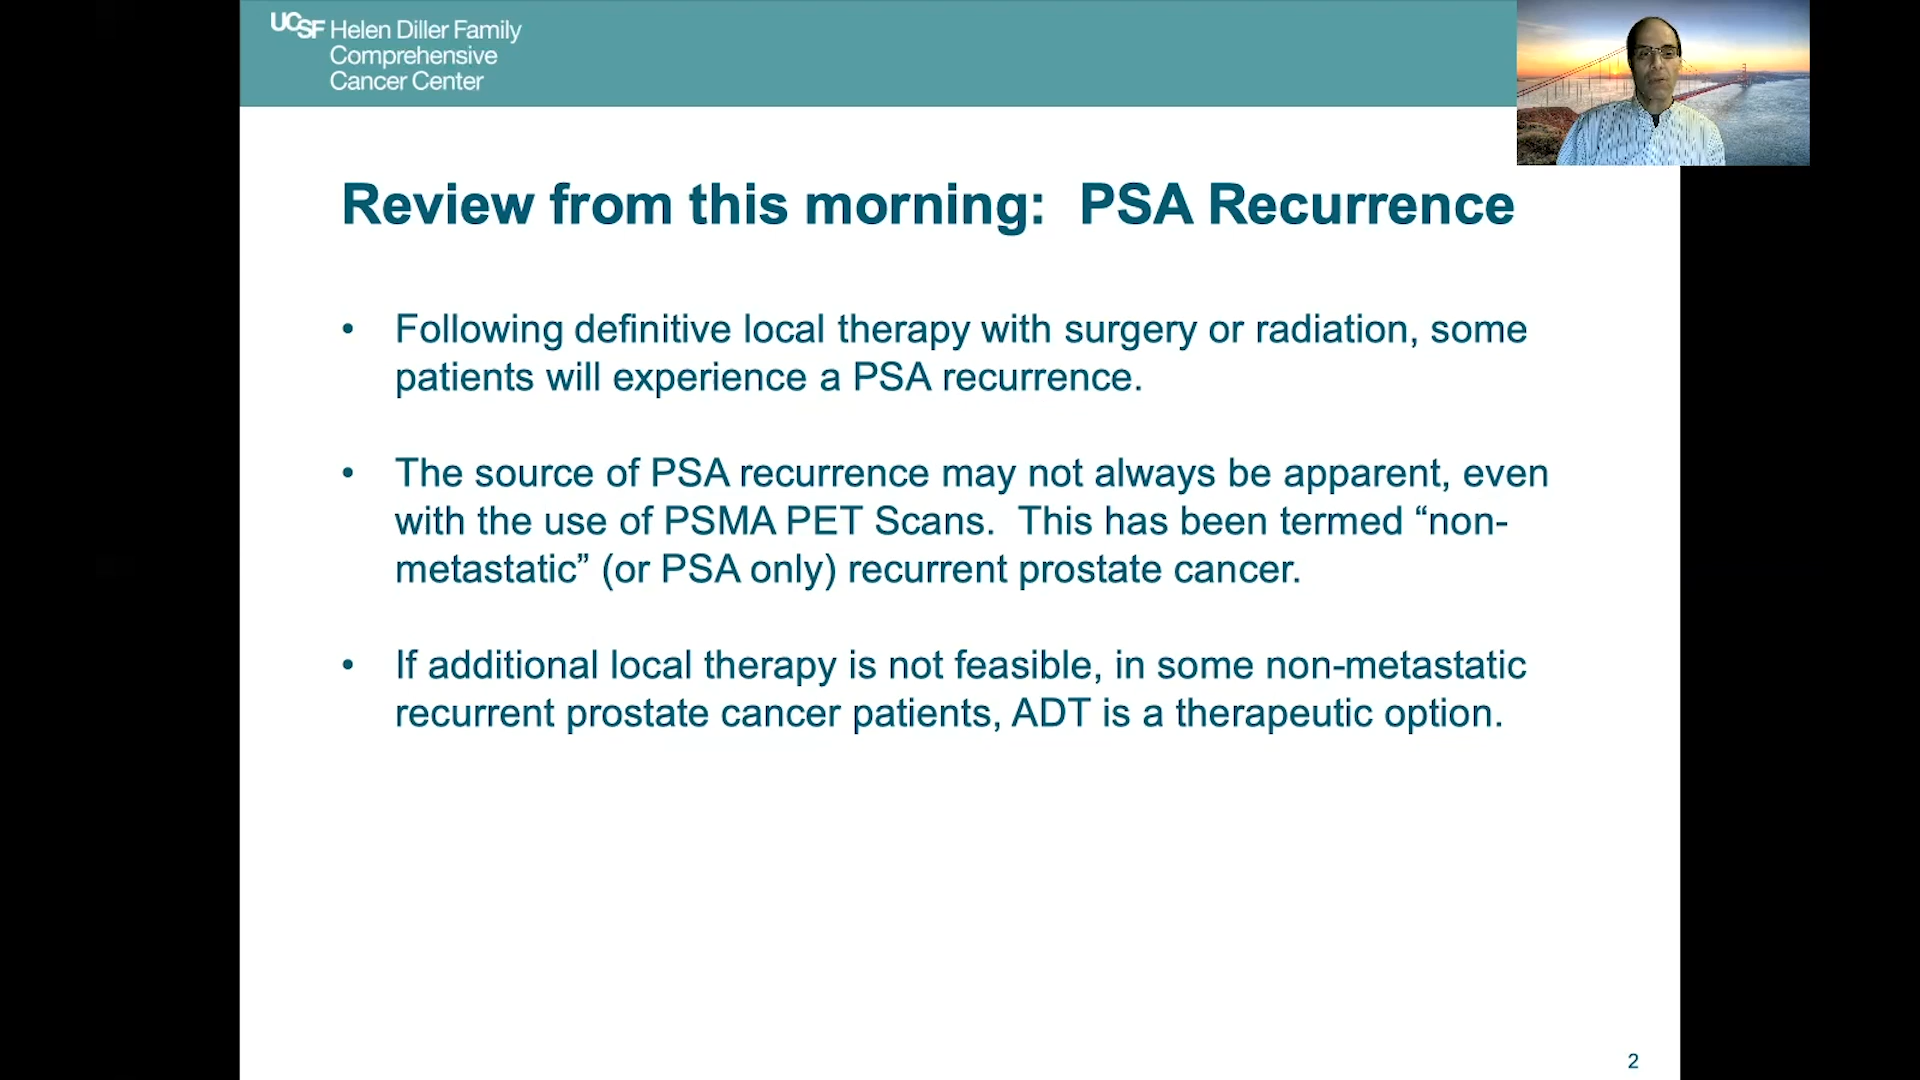 UCSF Helen Diller Family
Comprehensive
Cancer Center
Review from this morning:  PSA Recurrence
• Following definitive local therapy with surgery or radiation, some
patients will experience a PSA recurrence.
• The source of PSA recurrence may not always be apparent, even
with the use of PSMA PET Scans.  This has been termed “non-
metastatic” (or PSA only) recurrent prostate cancer.
• If additional local therapy is not feasible, in some non-metastatic
recurrent prostate cancer patients, ADT is a therapeutic option.
2